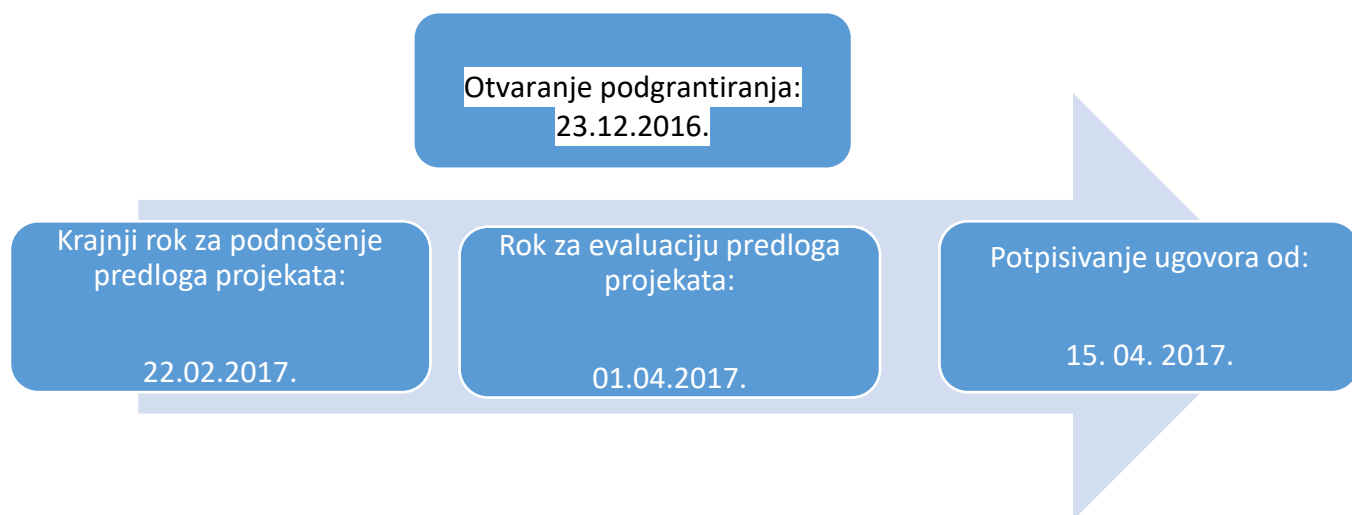 Otvaranje podgrantiranja:
23.12.2016.
Krajnji rok za podnošenje
predloga projekata:
22.02.2017.
Rok za evaluaciju predloga
projekata:
01.04.2017.
Potpisivanje ugovora od:
15. 04. 2017.